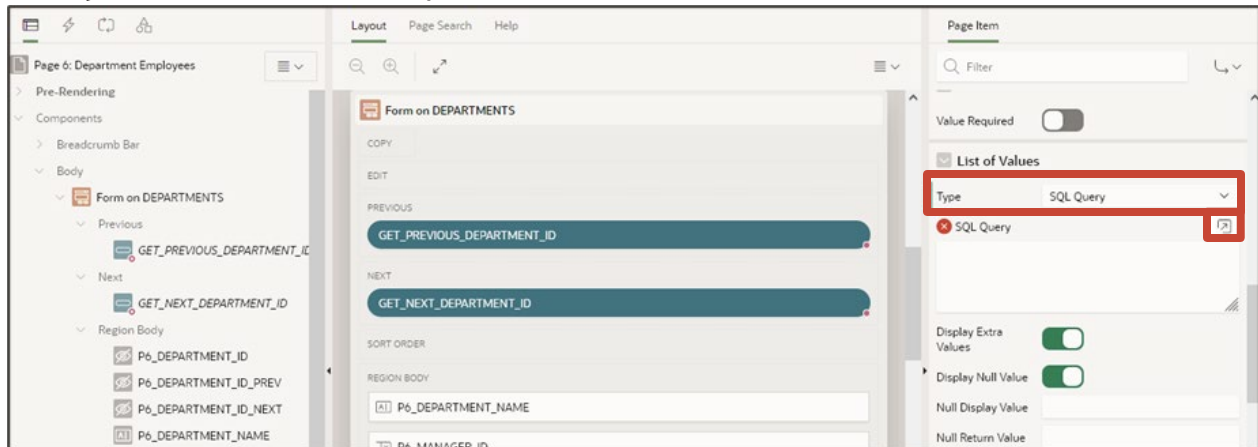 Page 6: Department Employees
Pre-Rendering
Components
Breadcrumb Bar
Body
Form on DEPARTMENTS
Previous
GET_PREVIOUS_DEPARTMENT_ID
Next
GET_NEXT_DEPARTMENT_ID
Region Body
P6_DEPARTMENT_ID
P6_DEPARTMENT_ID_PREV
P6_DEPARTMENT_ID_NEXT
P6_DEPARTMENT_NAME
Layout Page Search Help
Form on DEPARTMENTS
COPY
EDIT
PREVIOUS
GET_PREVIOUS_DEPARTMENT_ID
NEXT
GET_NEXT_DEPARTMENT_ID
SORT ORDER
REGION BODY
P6_DEPARTMENT_NAME
P6_MANAGER_ID
Page Item
Filter
Value Required
List of Values
Type SQL Query
SQL Query
Display Extra
Values
Display Null Value
Null Display Value
Null Return Value